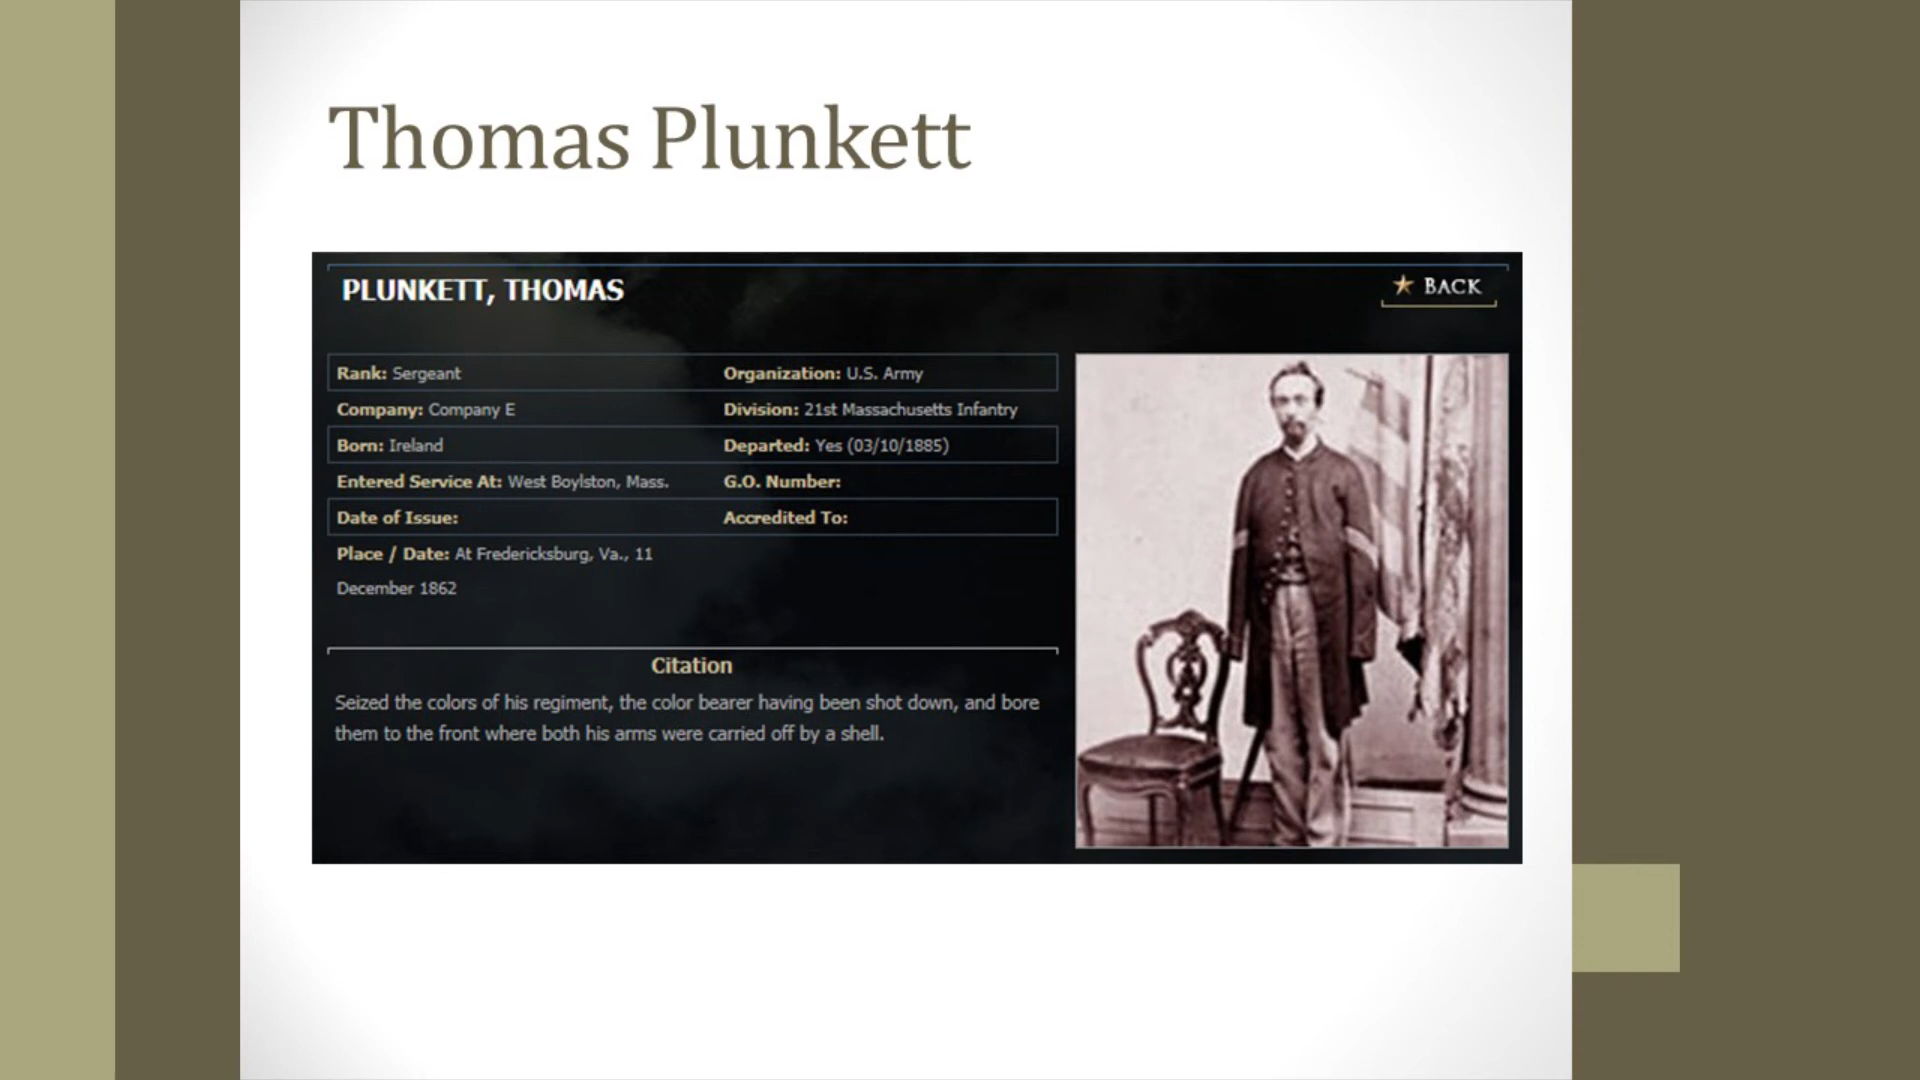 Thomas Plunkett
PLUNKETT, THOMAS
BACK
Rank: Sergeant
Organization: U.S. Army
Company: Company E
Division: 21st Massachusetts Infantry
Born: Ireland
Departed: Yes (03/10/1885)
Entered Service At: West Boylston, Mass.
G.O. Number:
Date of Issue:
Accredited To:
Place / Date: At Fredericksburg, Va., 11
December 1862
Citation
Seized the colors of his regiment, the color bearer having been shot down, and bore
them to the front where both his arms were carried off by a shell.